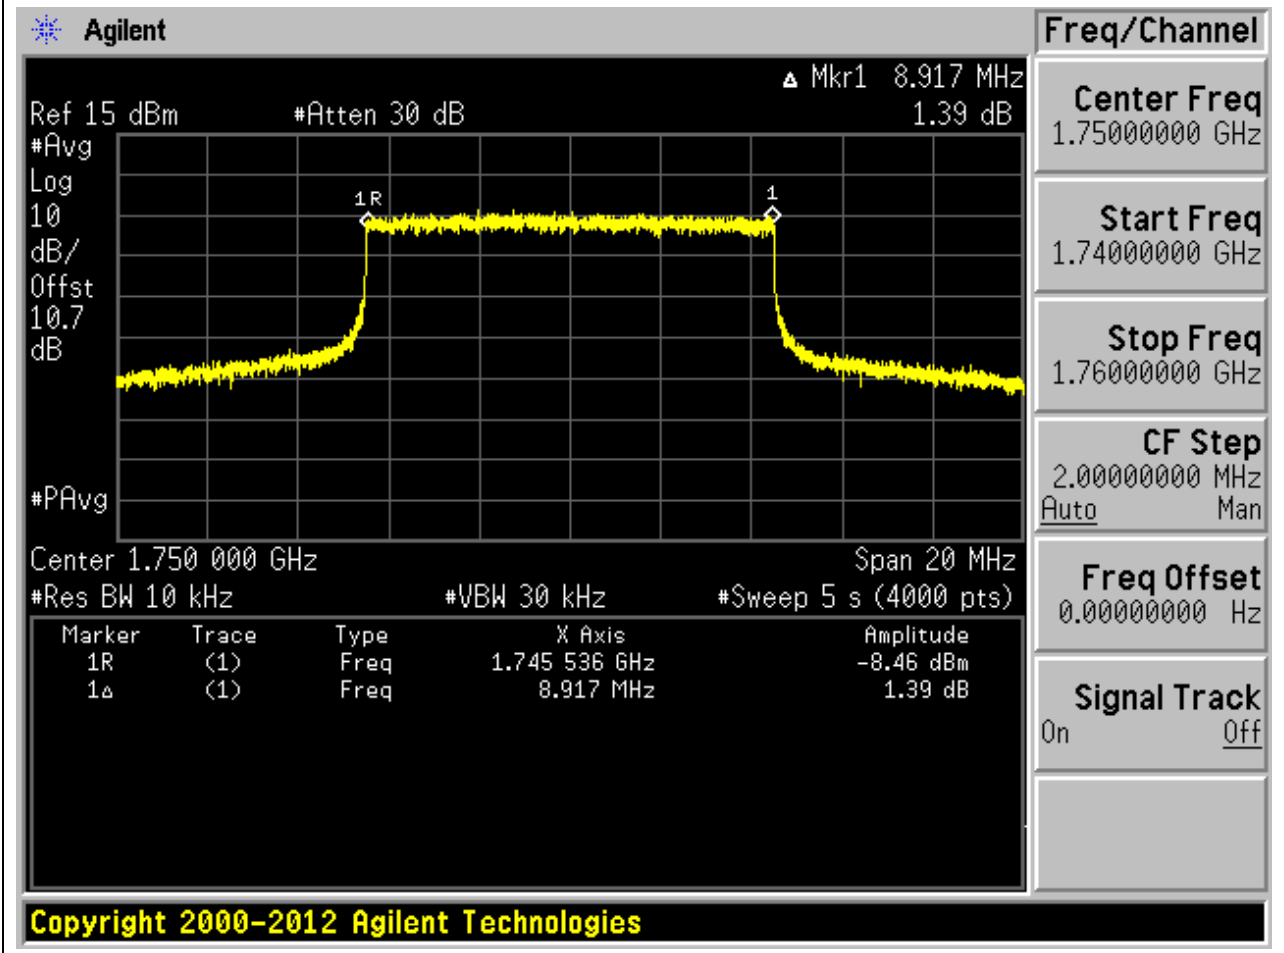 Agilent
Freq/Channel
▵ Mkr1 8.917 MHz
Ref 15 dBm #Atten 30 dB 1.39 dB
#Avg
Log
10
dB/
Offst
10.7
dB
#PAvg
1R
1
Center 1.750 000 GHz Span 20 MHz
#Res BW 10 kHz #VBW 30 kHz #Sweep 5 s (4000 pts)
Marker Trace Type X Axis Amplitude
1R (1) Freq 1.745 536 GHz -8.46 dBm
1▵ (1) Freq 8.917 MHz 1.39 dB
Center Freq
1.75000000 GHz
Start Freq
1.74000000 GHz
Stop Freq
1.76000000 GHz
CF Step
2.00000000 MHz
Auto Man
Freq Offset
0.00000000 Hz
Signal Track
On Off
Copyright 2000-2012 Agilent Technologies